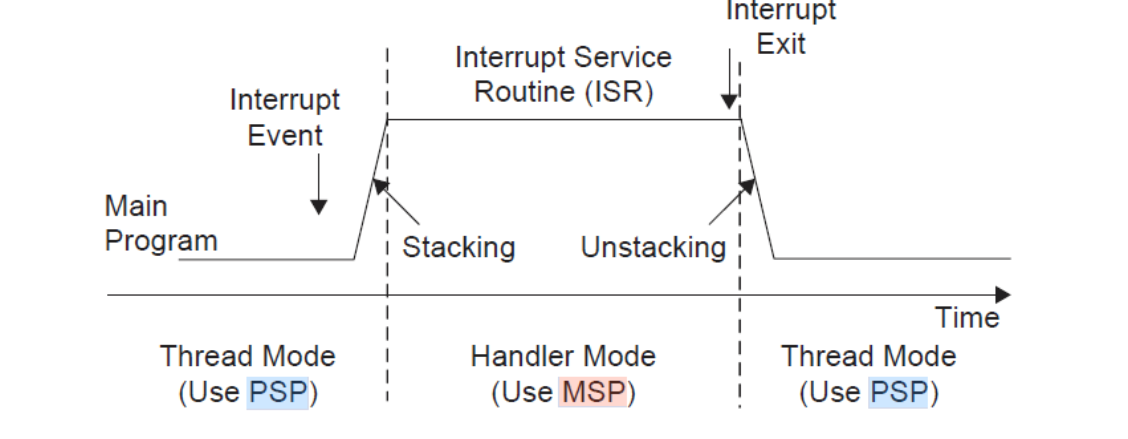 Interrupt
Exit
Interrupt Service
Routine (ISR)
Interrupt
Event
Main
Program
Stacking
Unstacking
Time
Thread Mode
(Use PSP)
Handler Mode
(Use MSP)
Thread Mode
(Use PSP)